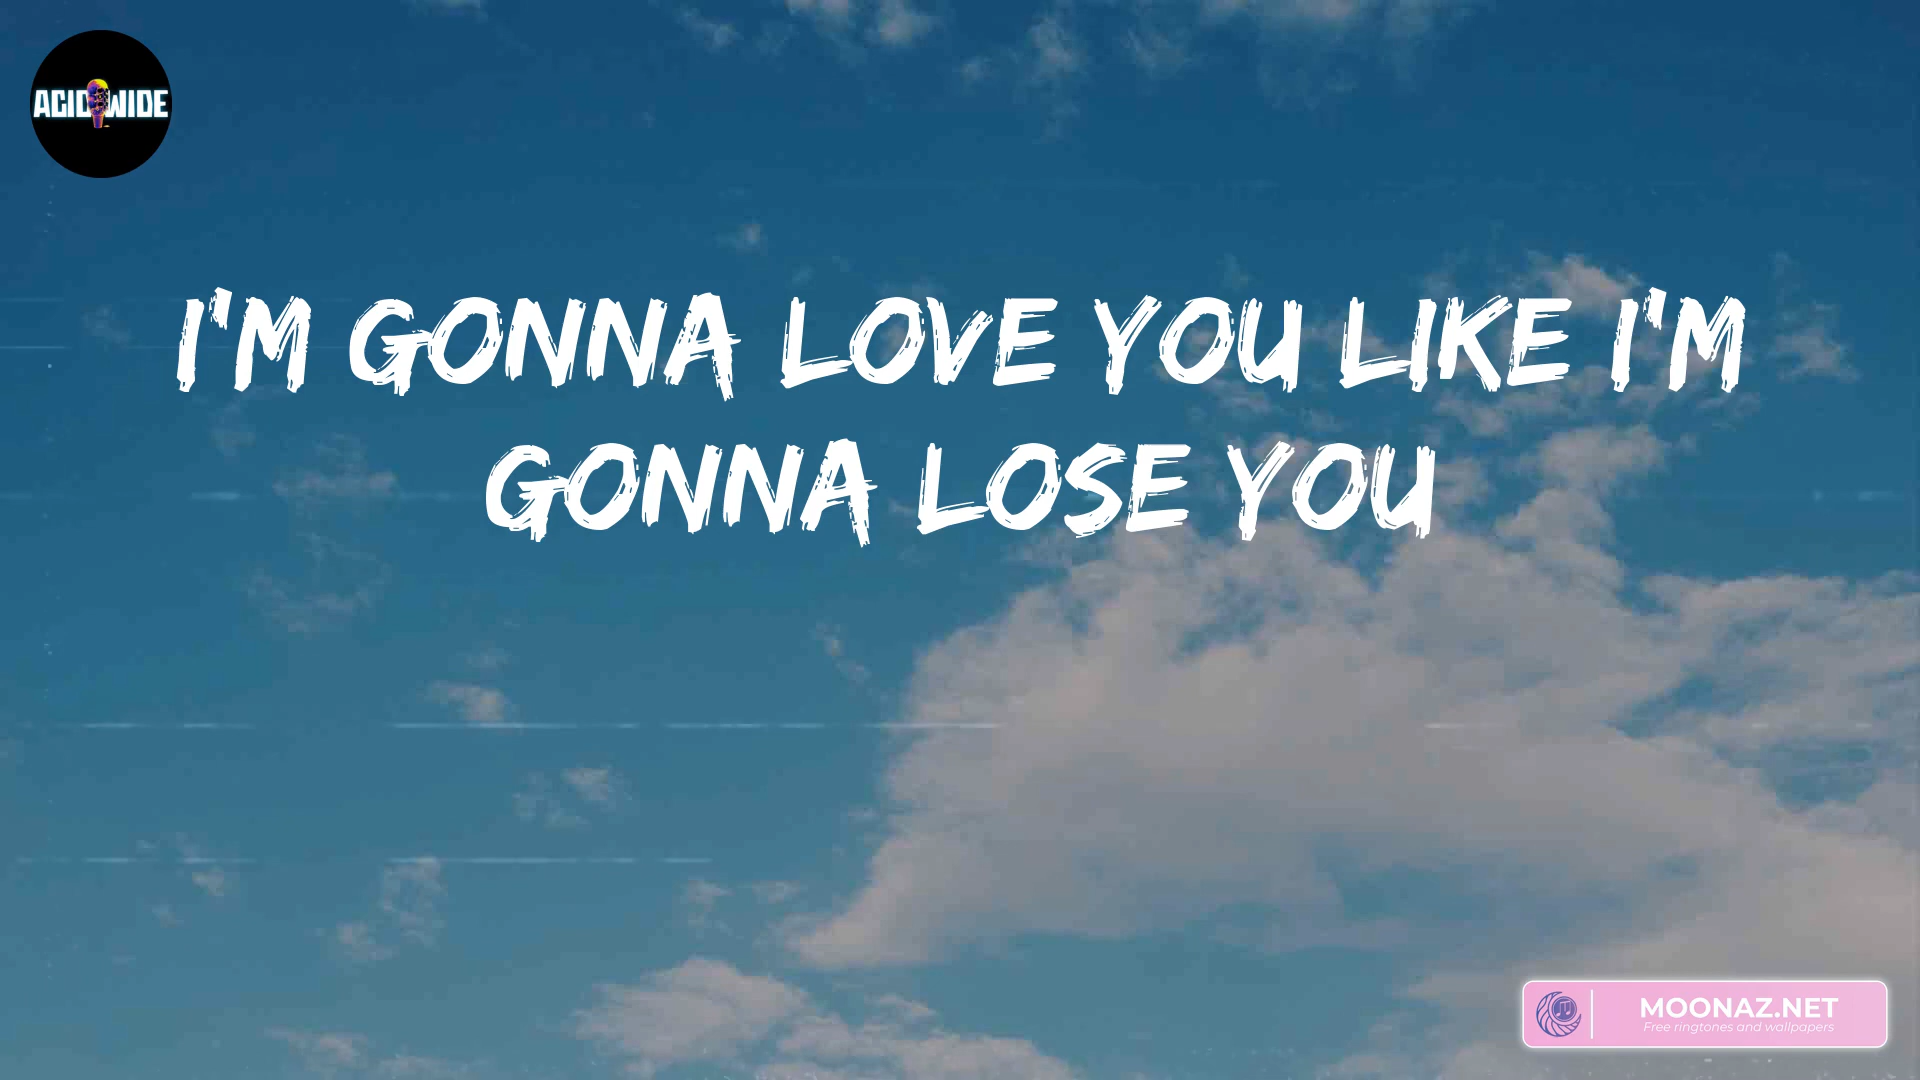 ACID WIDE
I'M GONNA LOVE YOU LIKE I'M
GONNA LOSE YOU
MOONAZ.NET
Free ringtones and wallpapers